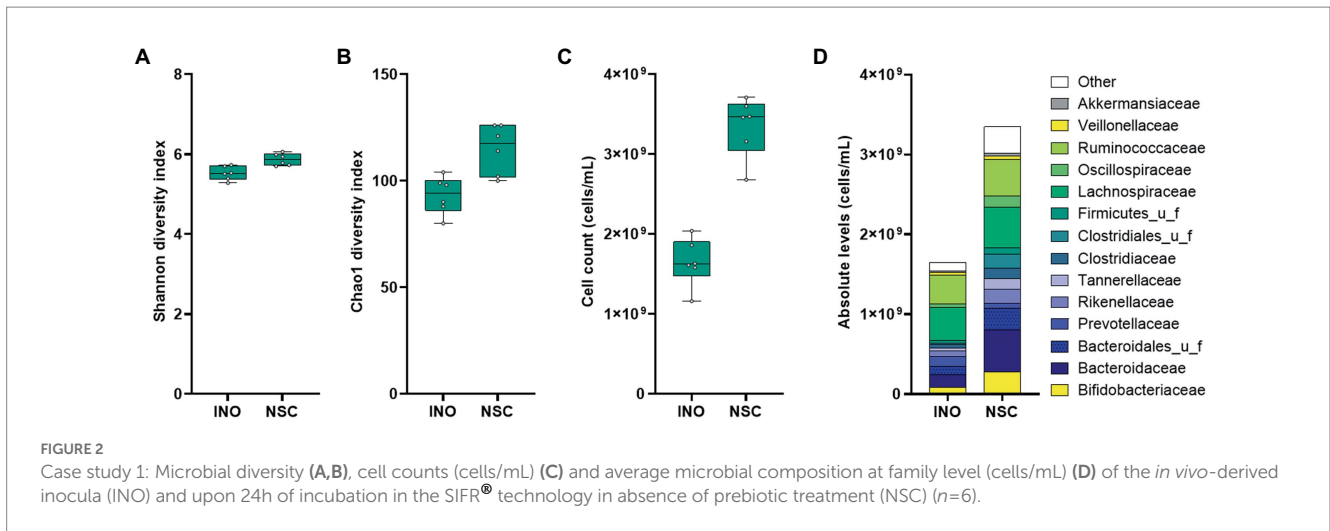 A
Shannon diversity index
8
6
4
2
0
INO NSC
B
Chao1 diversity index
150
100
50
0
INO NSC
C
Cell count (cells/mL)
4×10⁹
3×10⁹
2×10⁹
1×10⁹
0
INO NSC
D
Absolute levels (cells/mL)
4×10⁹
3×10⁹
2×10⁹
1×10⁹
0
INO NSC
Other
Akkermansiaceae
Veillonellaceae
Ruminococcaceae
Oscillospiraceae
Lachnospiraceae
Firmicutes_u_f
Clostridiales_u_f
Clostridiaceae
Tannerellaceae
Rikenellaceae
Prevotellaceae
Bacteroidales_u_f
Bacteroidaceae
Bifidobacteriaceae
FIGURE 2
Case study 1: Microbial diversity (A,B), cell counts (cells/mL) (C) and average microbial composition at family level (cells/mL) (D) of the in vivo-derived
inocula (INO) and upon 24h of incubation in the SIFR® technology in absence of prebiotic treatment (NSC) (n=6).